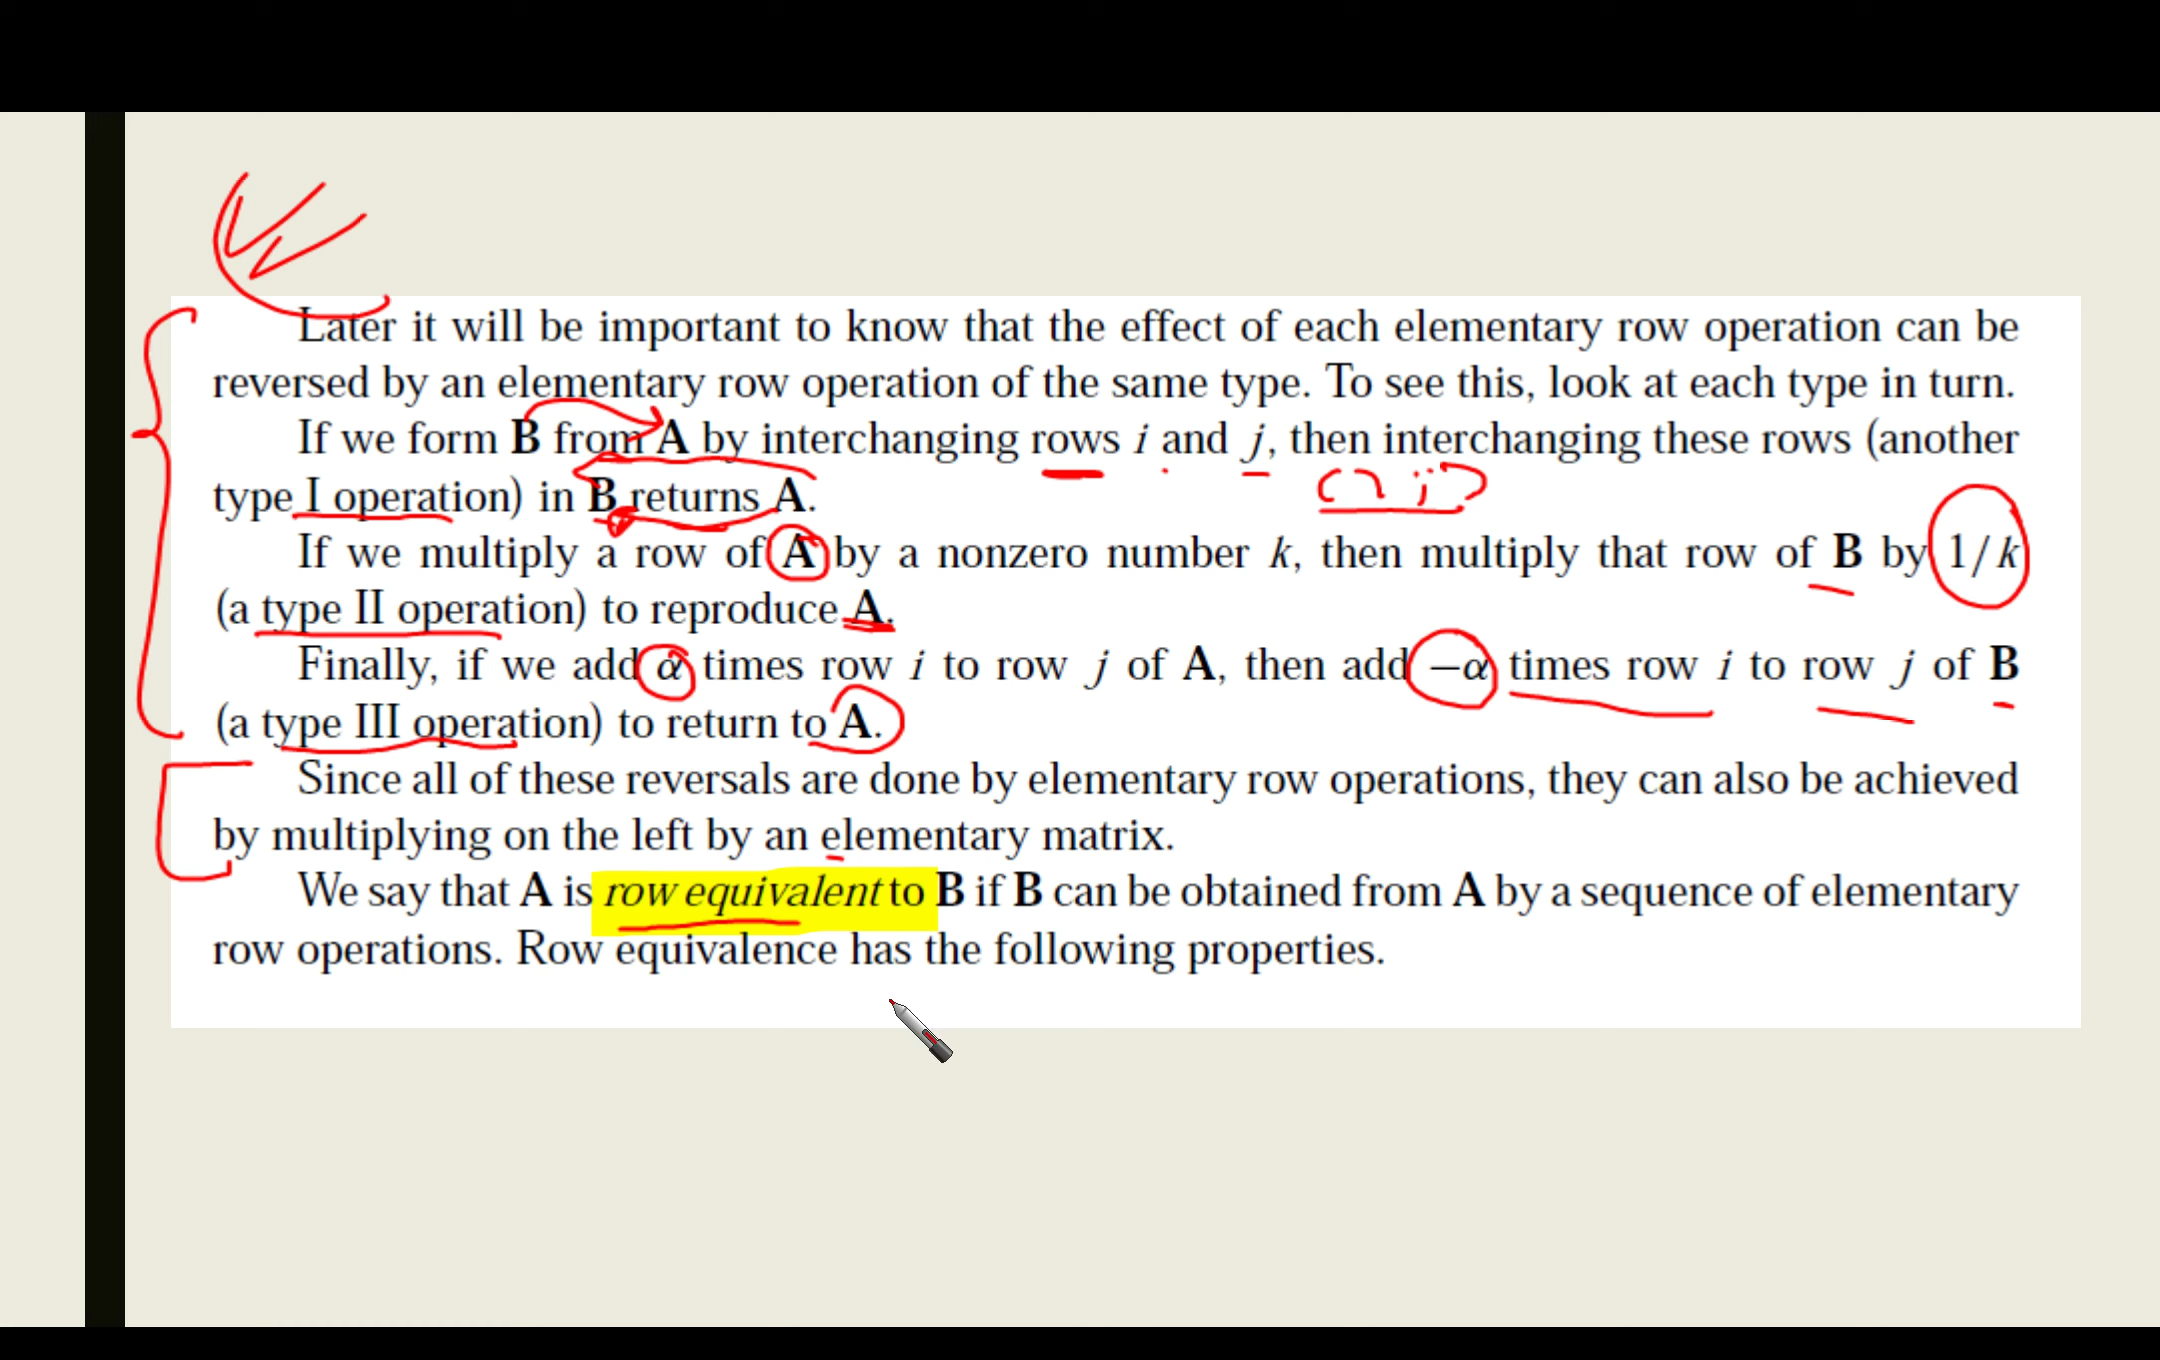 Later it will be important to know that the effect of each elementary row operation can be
reversed by an elementary row operation of the same type. To see this, look at each type in turn.
If we form B from A by interchanging rows i and j, then interchanging these rows (another
type I operation) in B returns A.
If we multiply a row of A by a nonzero number k, then multiply that row of B by 1/k
(a type II operation) to reproduce A.
Finally, if we add α times row i to row j of A, then add −α times row i to row j of B
(a type III operation) to return to A.
Since all of these reversals are done by elementary row operations, they can also be achieved
by multiplying on the left by an elementary matrix.
We say that A is row equivalent to B if B can be obtained from A by a sequence of elementary
row operations. Row equivalence has the following properties.